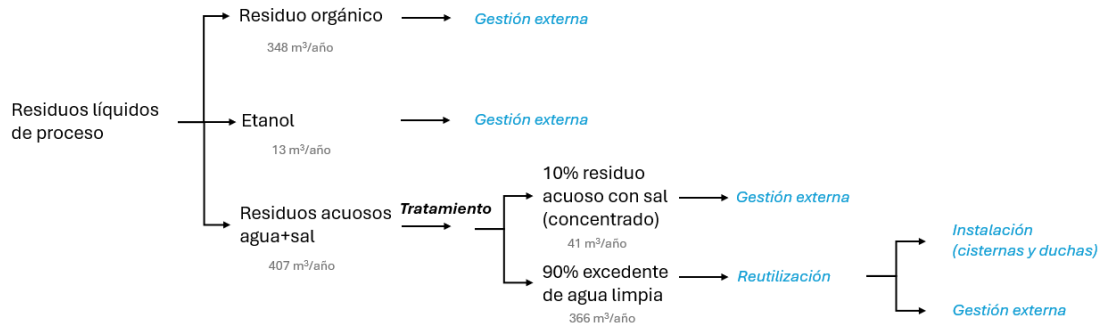 Residuos líquidos
de proceso
Residuo orgánico
348 m³/año
Gestión externa
Etanol
13 m³/año
Gestión externa
Residuos acuosos
agua+sal
407 m³/año
Tratamiento
10% residuo
acuoso con sal
(concentrado)
41 m³/año
Gestión externa
90% excedente
de agua limpia
366 m³/año
Reutilización
Instalación
(cisternas y duchas)
Gestión externa